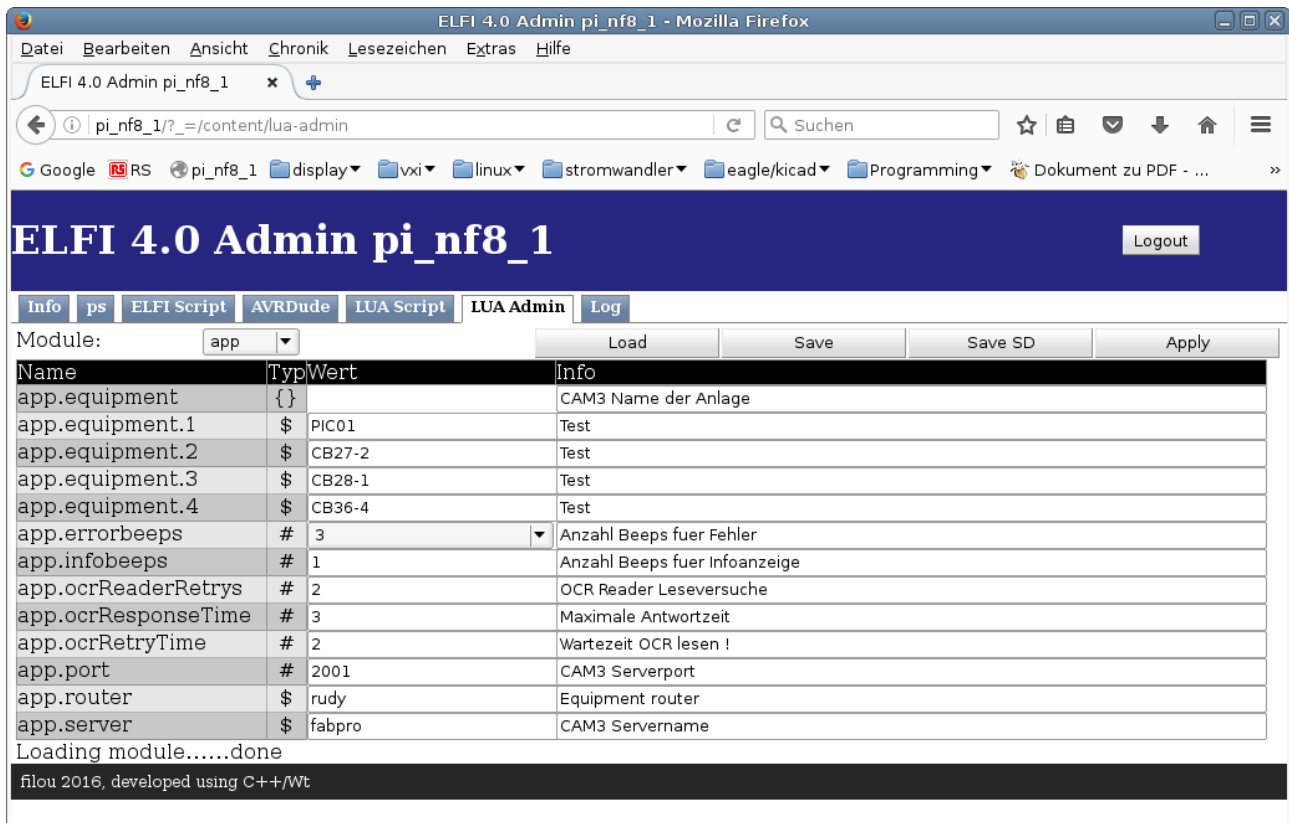 ELFI 4.0 Admin pi_nf8_1 - Mozilla Firefox
Datei Bearbeiten Ansicht Chronik Lesezeichen Extras Hilfe
ELFI 4.0 Admin pi_nf8_1
pi_nf8_1/?_=/content/lua-admin Suchen
G Google RS RS pi_nf8_1 display vxi linux stromwandler eagle/kicad Programming Dokument zu PDF - ... »
ELFI 4.0 Admin pi_nf8_1 Logout
Info ps ELFI Script AVRDude LUA Script LUA Admin Log
Module: app Load Save Save SD Apply
Name Typ Wert Info
app.equipment {} CAM3 Name der Anlage
app.equipment.1 $ PIC01 Test
app.equipment.2 $ CB27-2 Test
app.equipment.3 $ CB28-1 Test
app.equipment.4 $ CB36-4 Test
app.errorbeeps # 3 Anzahl Beeps fuer Fehler
app.infobeeps # 1 Anzahl Beeps fuer Infoanzeige
app.ocrReaderRetrys # 2 OCR Reader Leseversuche
app.ocrResponseTime # 3 Maximale Antwortzeit
app.ocrRetryTime # 2 Wartezeit OCR lesen !
app.port # 2001 CAM3 Serverport
app.router $ rudy Equipment router
app.server $ fabpro CAM3 Servername
Loading module......done
filou 2016, developed using C++/Wt